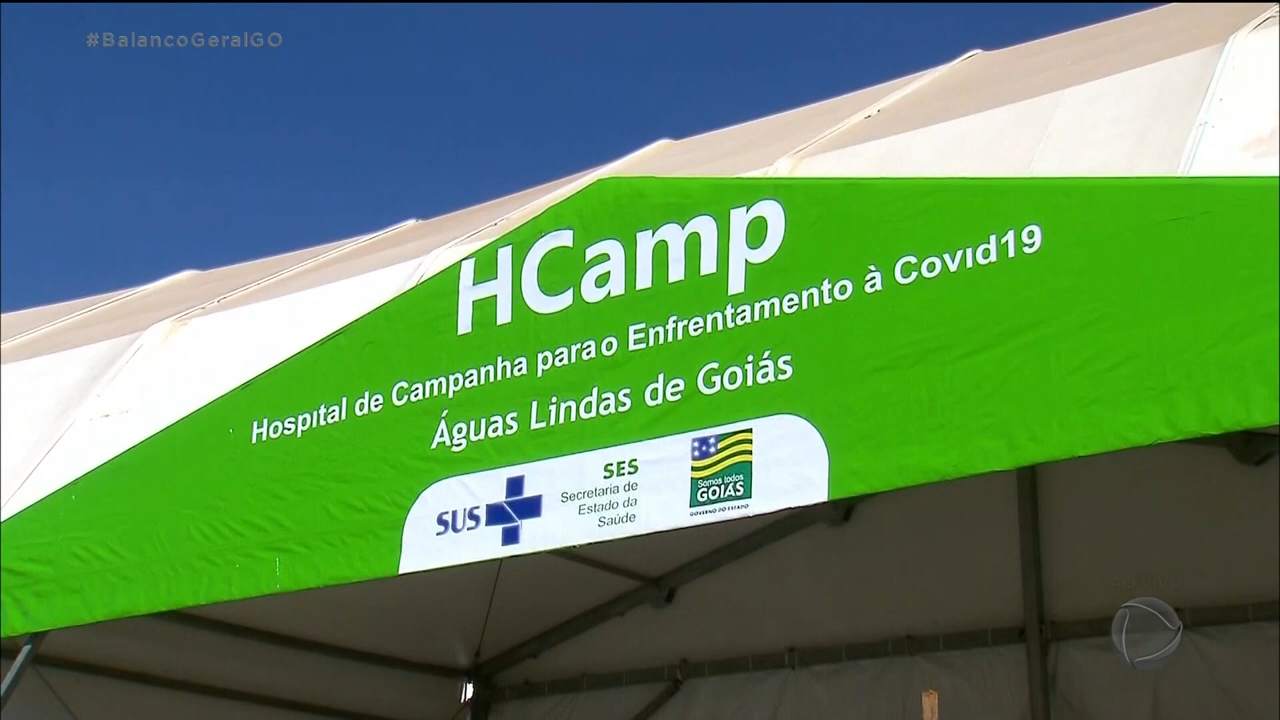 #BalancoGeralGO
HCamp
Hospital de Campanha para o Enfrentamento à Covid19
Águas Lindas de Goiás
SUS
SES
Secretaria de
Estado da
Saúde
Somos todos
GOIÁS
GOVERNO DO ESTADO